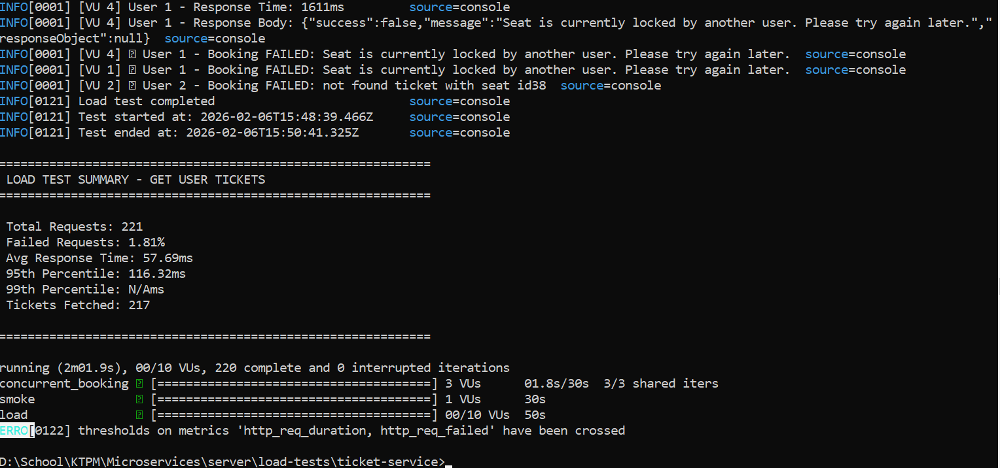 INFO[0001] [VU 4] User 1 - Response Time: 1611ms         source=console
INFO[0001] [VU 4] User 1 - Response Body: {"success":false,"message":"Seat is currently locked by another user. Please try again later.","
responseObject":null}  source=console
INFO[0001] [VU 4] ⍰ User 1 - Booking FAILED: Seat is currently locked by another user. Please try again later.  source=console
INFO[0001] [VU 1] ⍰ User 1 - Booking FAILED: Seat is currently locked by another user. Please try again later.  source=console
INFO[0001] [VU 2] ⍰ User 2 - Booking FAILED: not found ticket with seat id38  source=console
INFO[0121] Load test completed                           source=console
INFO[0121] Test started at: 2026-02-06T15:48:39.466Z     source=console
INFO[0121] Test ended at: 2026-02-06T15:50:41.325Z       source=console
============================================================
LOAD TEST SUMMARY - GET USER TICKETS
============================================================
Total Requests: 221
Failed Requests: 1.81%
Avg Response Time: 57.69ms
95th Percentile: 116.32ms
99th Percentile: N/Ams
Tickets Fetched: 217
============================================================
running (2m01.9s), 00/10 VUs, 220 complete and 0 interrupted iterations
concurrent_booking ⍰ [======================================] 3 VUs      01.8s/30s  3/3 shared iters
smoke              ⍰ [======================================] 1 VUs      30s
load               ⍰ [======================================] 00/10 VUs  50s
ERRO[0122] thresholds on metrics 'http_req_duration, http_req_failed' have been crossed
D:\School\KTPM\Microservices\server\load-tests\ticket-service>